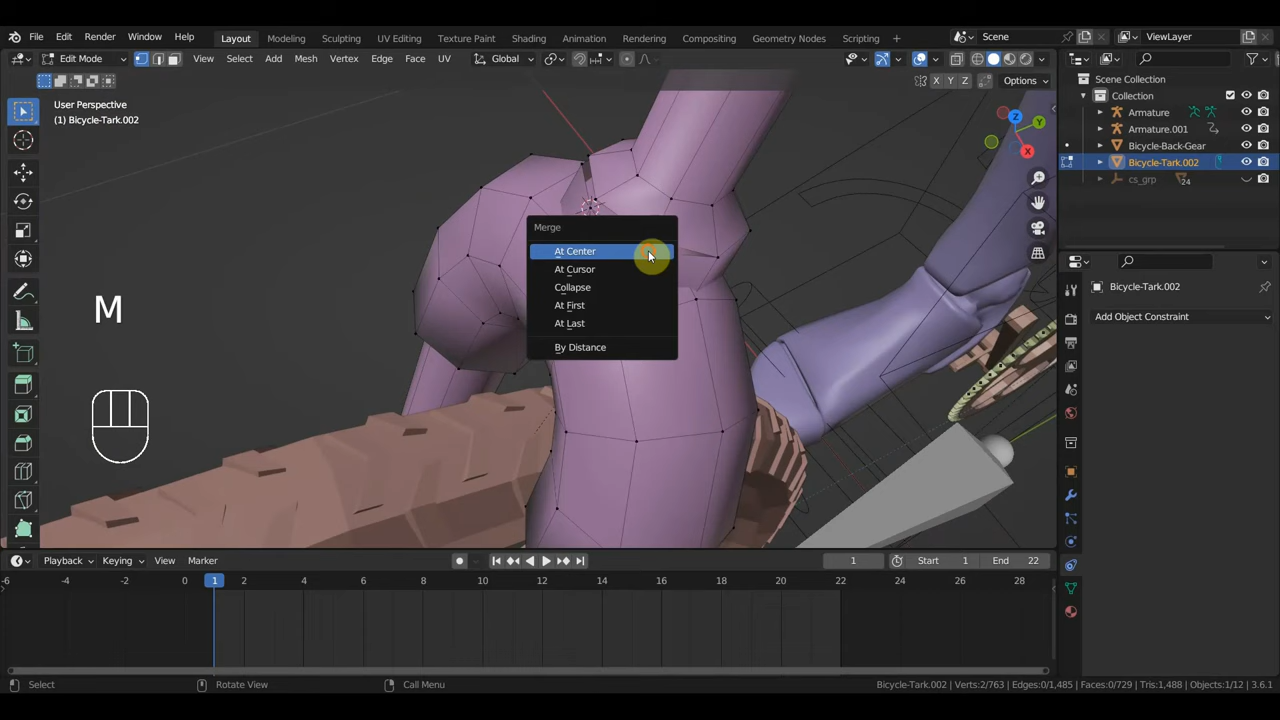 File Edit Render Window Help Layout Modeling Sculpting UV Editing Texture Paint Shading Animation Rendering Compositing Geometry Nodes Scripting + Scene ViewLayer
Edit Mode View Select Add Mesh Vertex Edge Face UV Global
X Y Z Options
User Perspective
(1) Bicycle-Tark.002
Scene Collection
Collection
Armature
Armature.001
Bicycle-Back-Gear
Bicycle-Tark.002
cs_grp 24
Z
Y
X
Merge
At Center
At Cursor
Collapse
At First
At Last
By Distance
M
Bicycle-Tark.002
Add Object Constraint
Playback Keying View Marker 1 Start 1 End 22
-6 -4 -2 0 1 2 4 6 8 10 12 14 16 18 20 22 24 26 28
Select Rotate View Call Menu Bicycle-Tark.002 | Verts:2/763 | Edges:0/1,485 | Faces:0/729 | Tris:1,488 | Objects:1/12 | 3.6.1